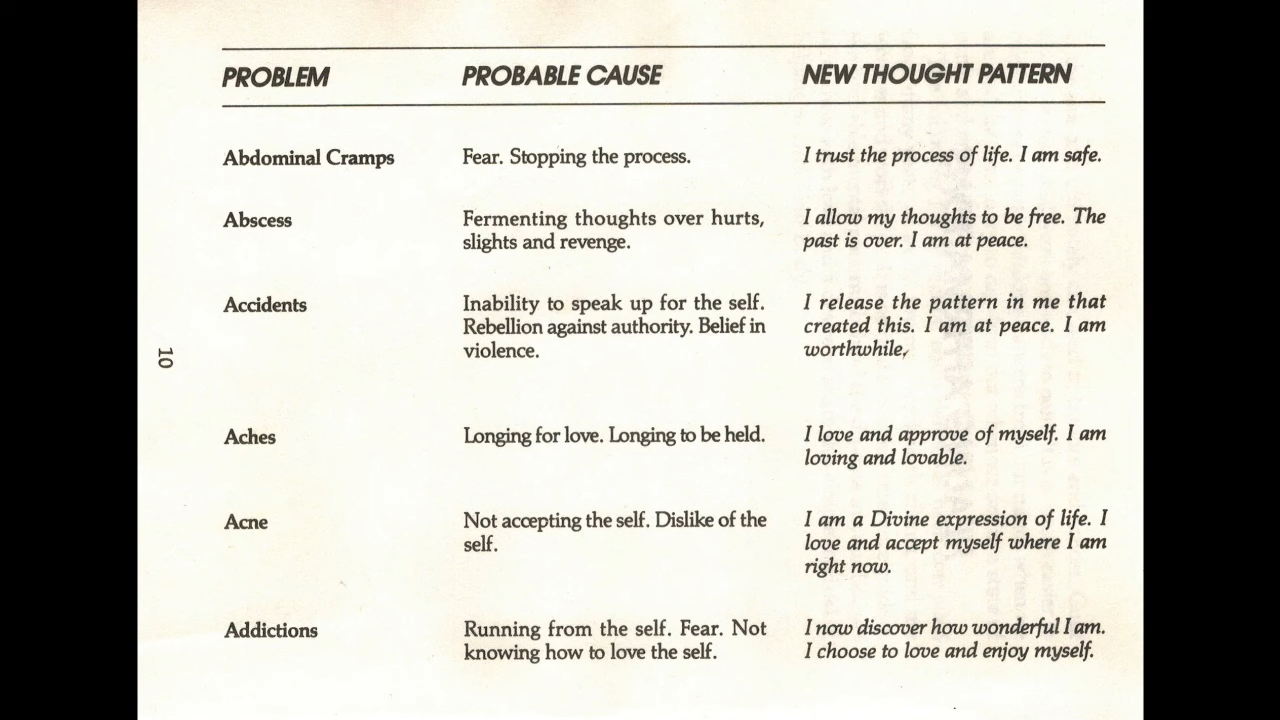 PROBLEM PROBABLE CAUSE NEW THOUGHT PATTERN
Abdominal Cramps Fear. Stopping the process. I trust the process of life. I am safe.
Abscess Fermenting thoughts over hurts, I allow my thoughts to be free. The
slights and revenge. past is over. I am at peace.
Accidents Inability to speak up for the self. I release the pattern in me that
Rebellion against authority. Belief in created this. I am at peace. I am
violence. worthwhile,
10
Aches Longing for love. Longing to be held. I love and approve of myself. I am
loving and lovable.
Acne Not accepting the self. Dislike of the I am a Divine expression of life. I
self. love and accept myself where I am
right now.
Addictions Running from the self. Fear. Not I now discover how wonderful I am.
knowing how to love the self. I choose to love and enjoy myself.